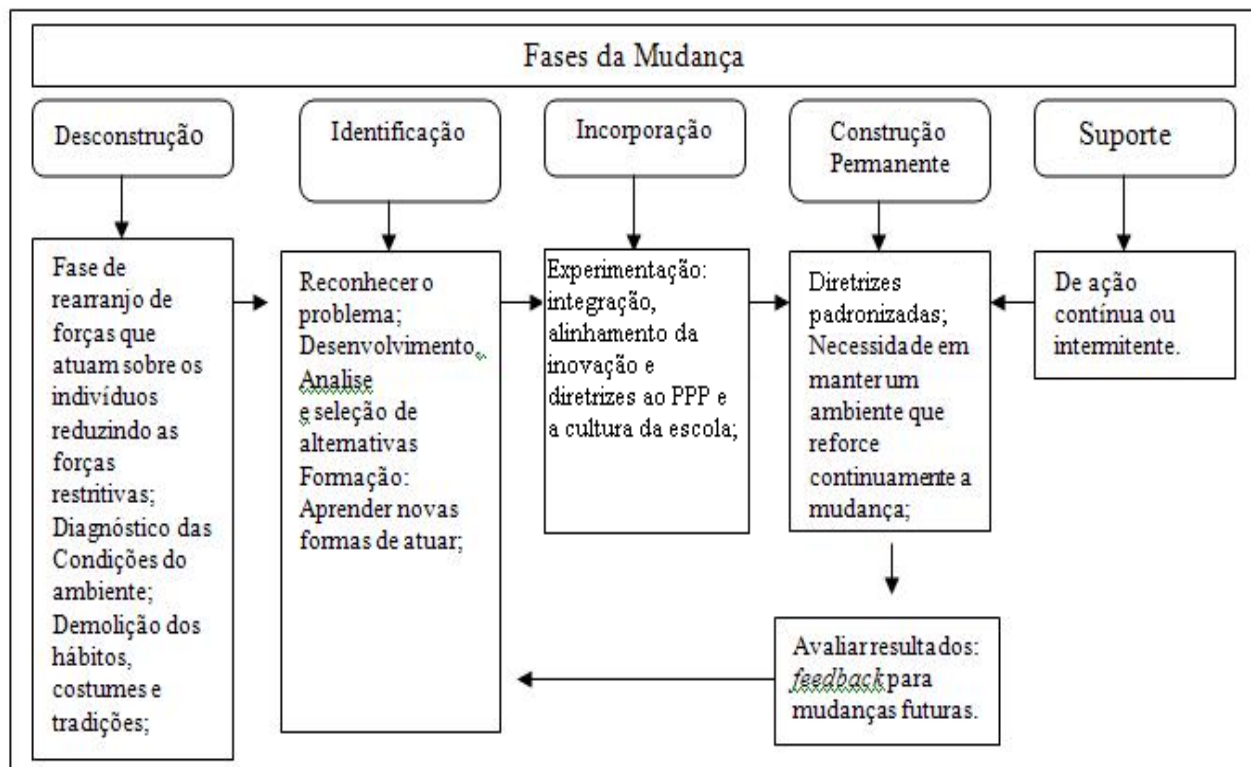 Fases da Mudança
Desconstrução
Identificação
Incorporação
Construção
Permanente
Suporte
Fase de
rearranjo de
forças que
atuam sobre os
indivíduos
reduzindo as
forças
restritivas;
Diagnóstico das
Condições do
ambiente;
Demolição dos
hábitos,
costumes e
tradições;
Reconhecer o
problema;
Desenvolvimento,
Analise
e seleção de
alternativas
Formação:
Aprender novas
formas de atuar;
Experimentação:
integração,
alinhamento da
inovação e
diretrizes ao PPP e
a cultura da escola;
Diretrizes
padronizadas;
Necessidade em
manter um
ambiente que
reforce
continuamente a
mudança;
De ação
contínua ou
intermitente.
Avaliar resultados:
feedback para
mudanças futuras.